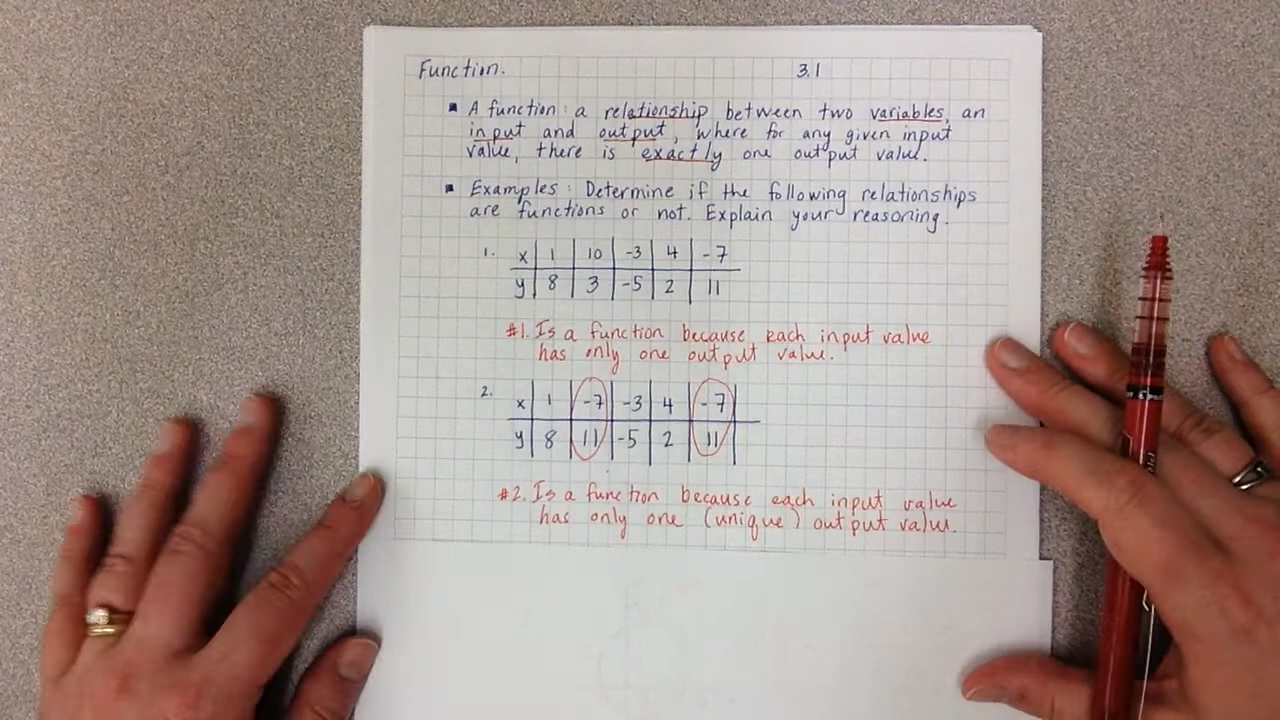 Function. 3.1
▪ A function: a relationship between two variables, an
input and output, where for any given input
value, there is exactly one output value.
▪ Examples: Determine if the following relationships
are functions or not. Explain your reasoning.
1. x 1 10 -3 4 -7
y 8 3 -5 2 11
#1. Is a function because each input value
has only one output value.
2. x 1 -7 -3 4 -7
y 8 11 -5 2 11
#2. Is a function because each input value
has only one (unique) output value.